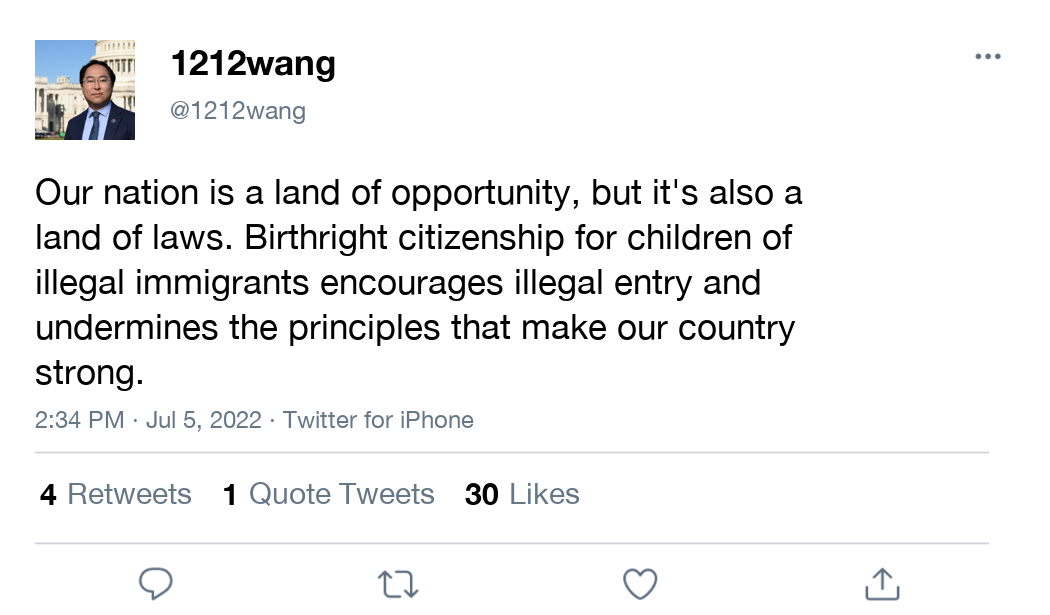 1212wang
@1212wang
Our nation is a land of opportunity, but it's also a
land of laws. Birthright citizenship for children of
illegal immigrants encourages illegal entry and
undermines the principles that make our country
strong.
2:34 PM · Jul 5, 2022 · Twitter for iPhone
4 Retweets 1 Quote Tweets 30 Likes